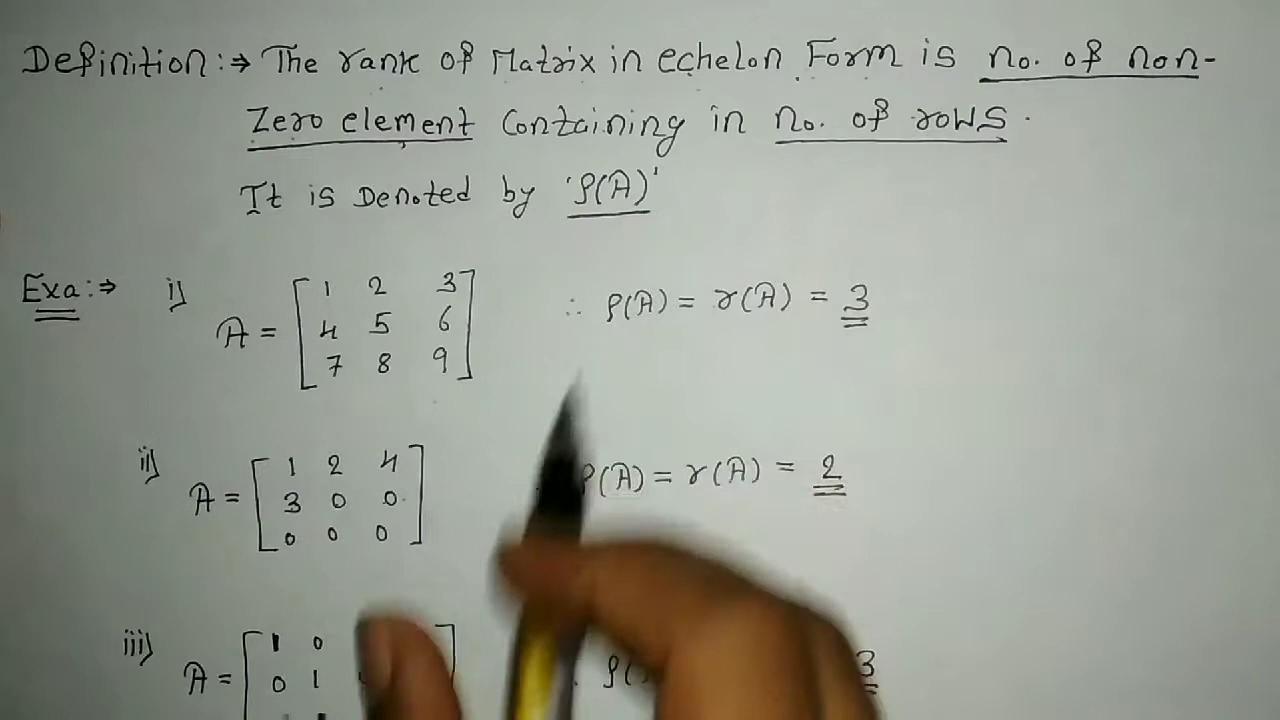 Definition:⇒ The rank of Matrix in echelon Form is no. of non-
Zero element Containing in no. of rows.
It is Denoted by 'ρ(A)'
Exa:⇒ i) A = [ 1 2 3 ∴ ρ(A) = r(A) = 3
4 5 6
7 8 9 ]
ii) A = [ 1 2 4 ρ(A) = r(A) = 2
3 0 0
0 0 0 ]
iii) A = [ 1 0 ] ρ( 3
0 1